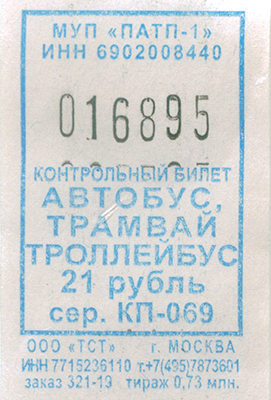 МУП «ПАТП-1»
ИНН 6902008440
016895
КОНТРОЛЬНЫЙ БИЛЕТ
АВТОБУС,
ТРАМВАЙ
ТРОЛЛЕЙБУС
21 рубль
сер. КП-069
ООО «ТСТ» г. МОСКВА
ИНН 7715236110 т.+7(495)7873601
заказ 321-19 тираж 0,73 млн.